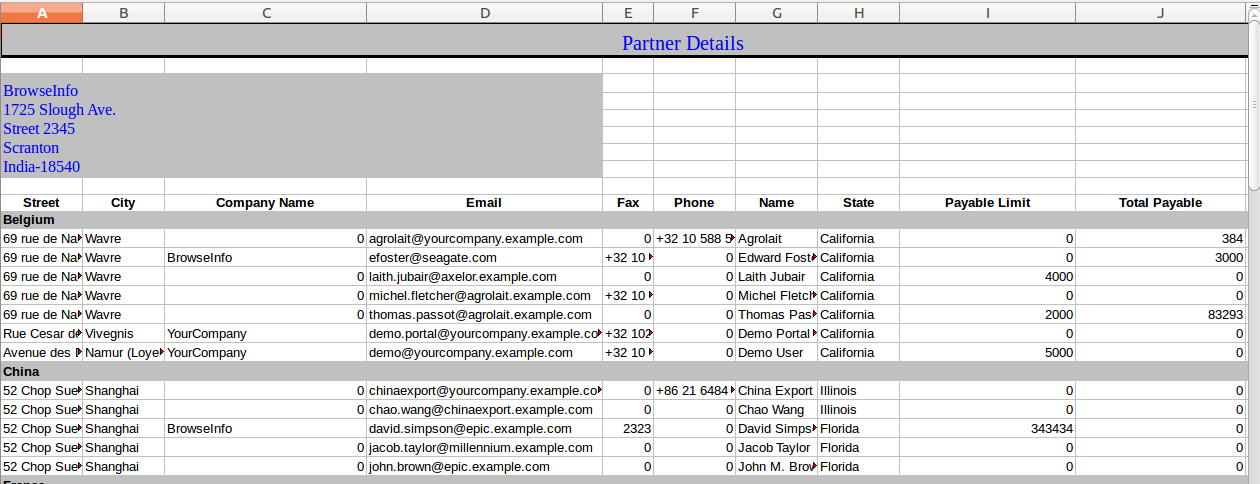 A B C D E F G H I J
Partner Details
BrowseInfo
1725 Slough Ave.
Street 2345
Scranton
India-18540
Street City Company Name Email Fax Phone Name State Payable Limit Total Payable
Belgium
69 rue de Na Wavre 0 agrolait@yourcompany.example.com 0 +32 10 588 5 Agrolait California 0 384
69 rue de Na Wavre BrowseInfo efoster@seagate.com +32 10 0 Edward Fost California 0 3000
69 rue de Na Wavre 0 laith.jubair@axelor.example.com 0 0 Laith Jubair California 4000 0
69 rue de Na Wavre 0 michel.fletcher@agrolait.example.com +32 10 0 Michel Fletch California 0 0
69 rue de Na Wavre 0 thomas.passot@agrolait.example.com 0 0 Thomas Pas California 2000 83293
Rue Cesar de Vivegnis YourCompany demo.portal@yourcompany.example.co +32 102 0 Demo Portal California 0 0
Avenue des Namur (Loye YourCompany demo@yourcompany.example.com +32 10 0 Demo User California 5000 0
China
52 Chop Sue Shanghai 0 chinaexport@yourcompany.example.co 0 +86 21 6484 China Export Illinois 0 0
52 Chop Sue Shanghai 0 chao.wang@chinaexport.example.com 0 0 Chao Wang Illinois 0 0
52 Chop Sue Shanghai BrowseInfo david.simpson@epic.example.com 2323 0 David Simps Florida 343434 0
52 Chop Sue Shanghai 0 jacob.taylor@millennium.example.com 0 0 Jacob Taylor Florida 0 0
52 Chop Sue Shanghai 0 john.brown@epic.example.com 0 0 John M. Brow Florida 0 0